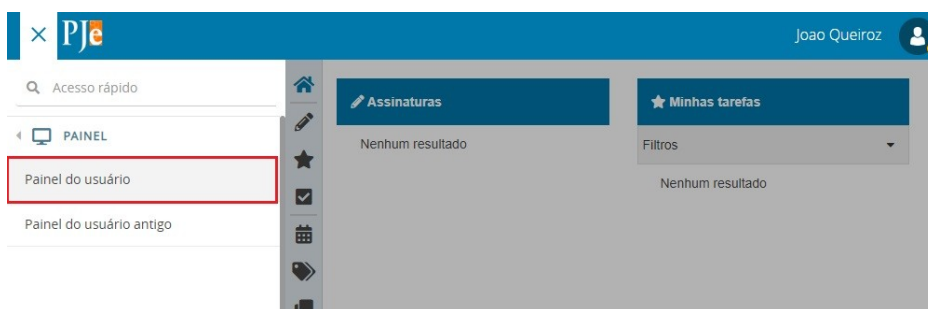 PJe
Joao Queiroz
Acesso rápido
PAINEL
Painel do usuário
Painel do usuário antigo
Assinaturas
Nenhum resultado
Minhas tarefas
Filtros
Nenhum resultado